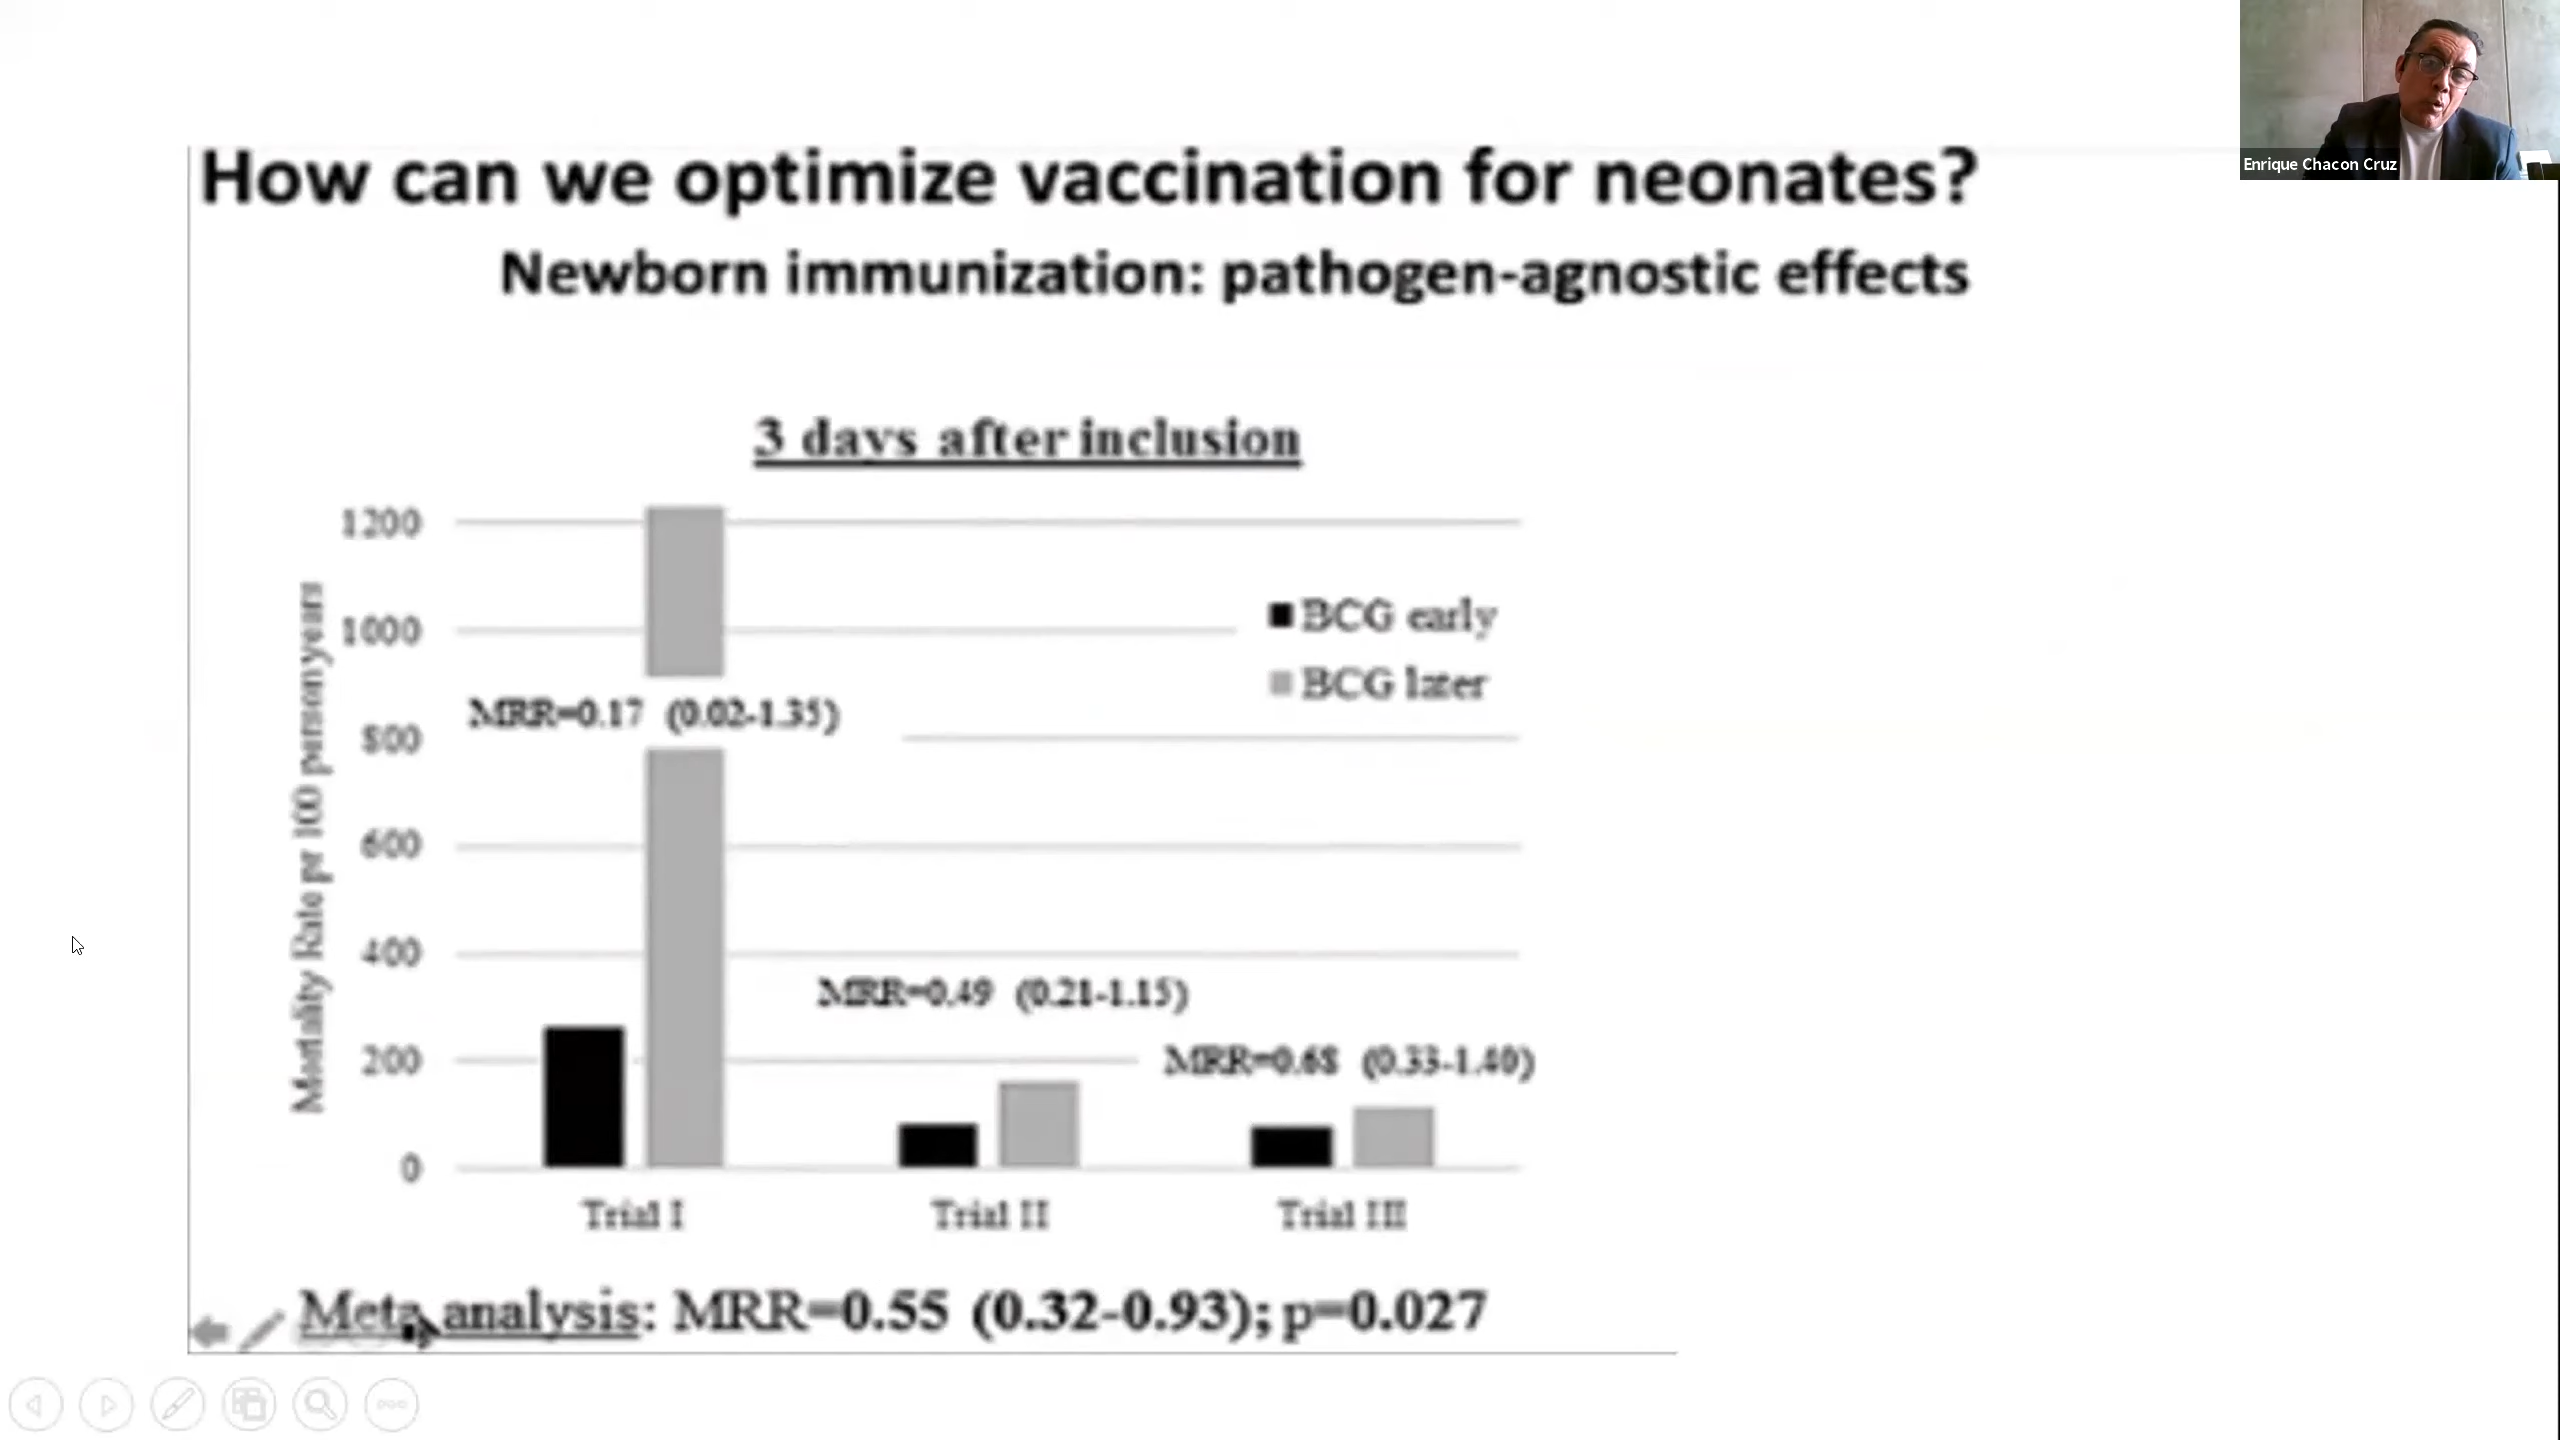 Enrique Chacon Cruz
How can we optimize vaccination for neonates?
Newborn immunization: pathogen-agnostic effects
3 days after inclusion
Mortality Rate pr 100 personyears
1200
1000
800
600
400
200
0
BCG early
BCG later
MRR=0.17 (0.02-1.35)
MRR=0.49 (0.21-1.15)
MRR=0.68 (0.33-1.40)
Trial I
Trial II
Trial III
Meta analysis: MRR=0.55 (0.32-0.93); p=0.027